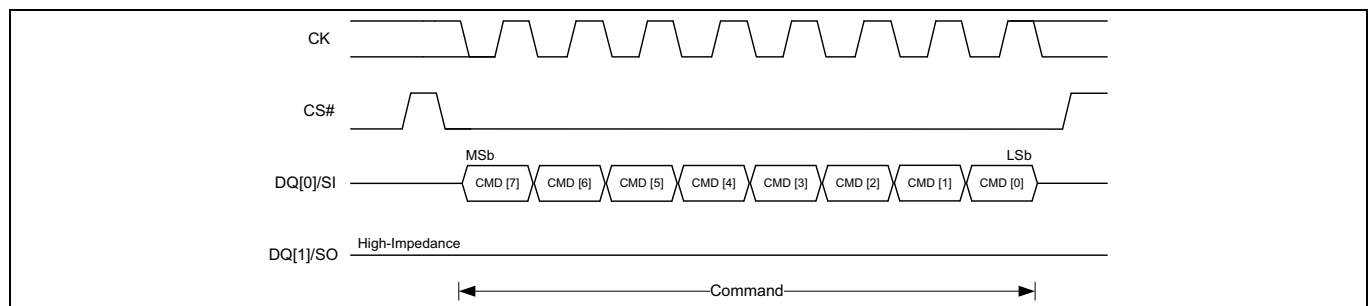 CK
CS#
MSb
LSb
DQ[0]/SI
CMD [7] CMD [6] CMD [5] CMD [4] CMD [3] CMD [2] CMD [1] CMD [0]
High-Impedance
DQ[1]/SO
Command